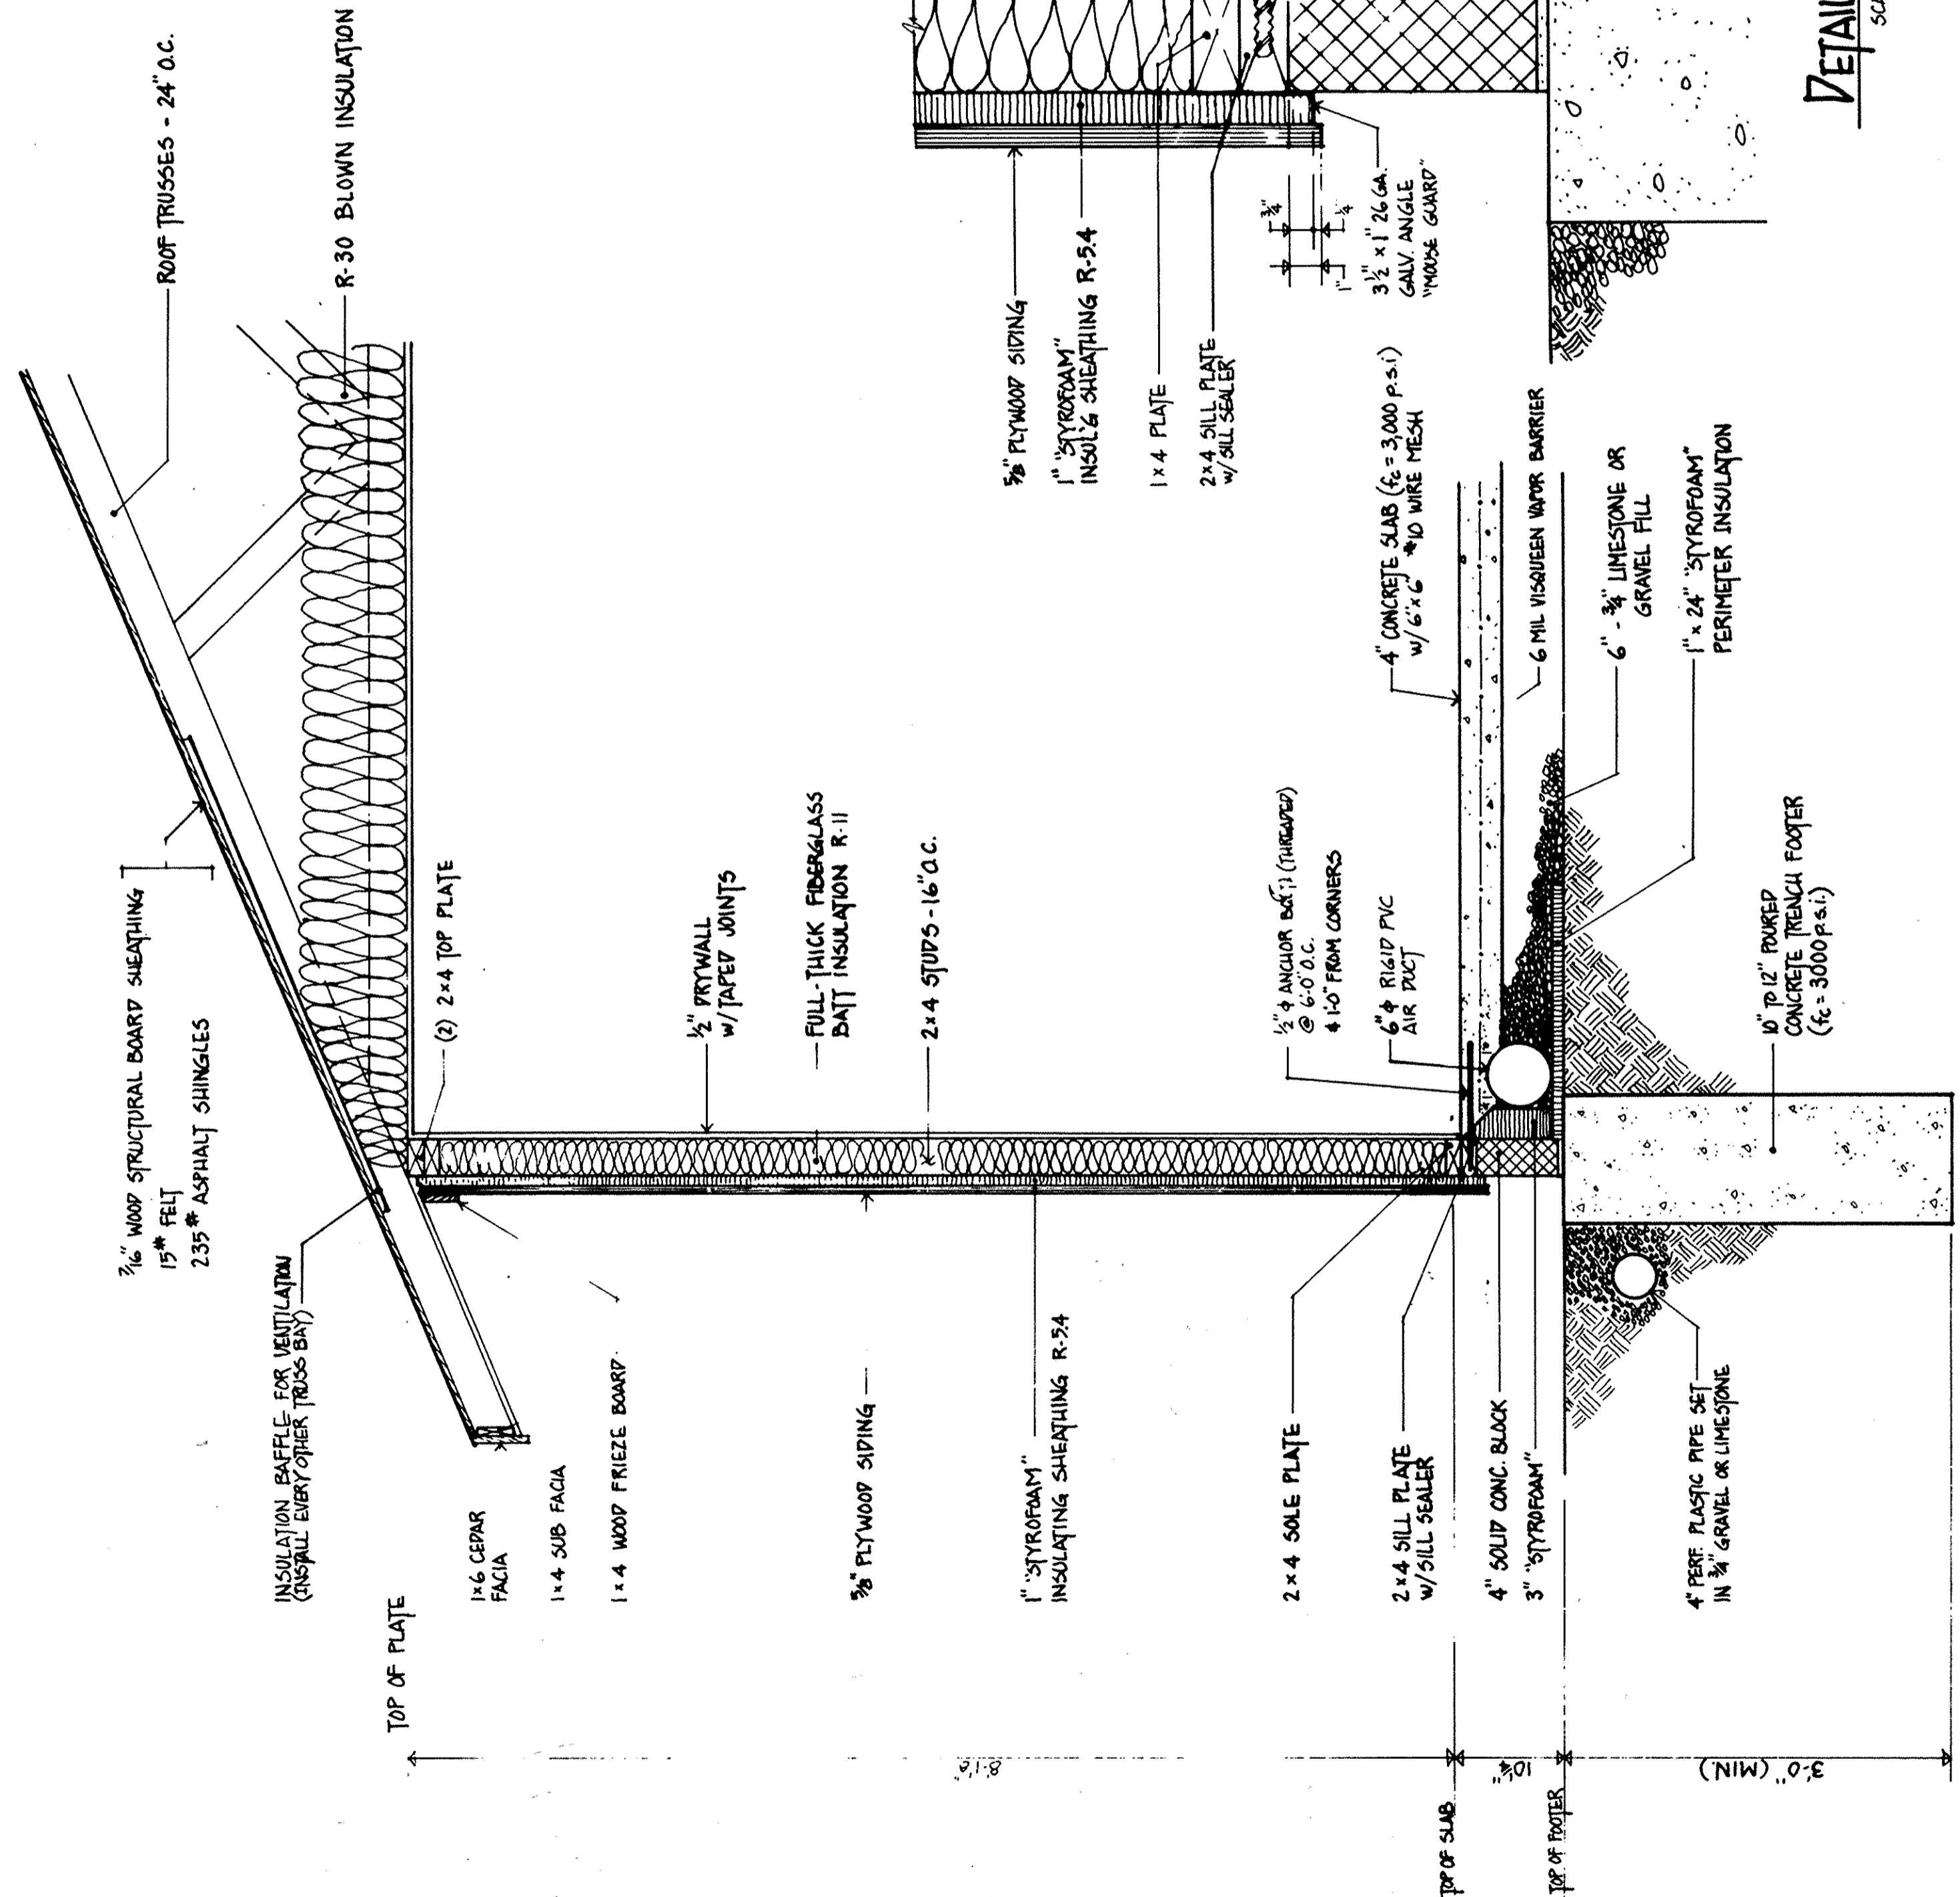 ROOF TRUSSES - 24" O.C.
R-30 BLOWN INSULATION
7/16" WOOD STRUCTURAL BOARD SHEATHING
15# FELT
235# ASPHALT SHINGLES
INSULATION BAFFLE FOR VENTILATION
(INSTALL EVERY OTHER TRUSS BAY)
(2) 2x4 TOP PLATE
TOP OF PLATE
1x6 CEDAR
FACIA
1x4 SUB FACIA
1x4 WOOD FRIEZE BOARD
1/2" DRYWALL
W/TAPED JOINTS
FULL-THICK FIBERGLASS
BATT INSULATION R-11
2x4 STUDS-16" O.C.
5/8" PLYWOOD SIDING
1" "STYROFOAM"
INSULATING SHEATHING R-5.4
1/2" ϕ ANCHOR (THREADED)
@ 6'-0" O.C.
& 1'-0" FROM CORNERS
6" ϕ RIGID PVC
AIR DUCT
2x4 SOLE PLATE
2x4 SILL PLATE
W/SILL SEALER
4" SOLID CONC. BLOCK
3" "STYROFOAM"
4" PERF. PLASTIC PIPE SET
IN 3/4" GRAVEL OR LIMESTONE
4" CONCRETE SLAB (fc = 3,000 p.s.i)
W/ 6"x6" #10 WIRE MESH
6 MIL VISQUEEN VAPOR BARRIER
6" - 3/4" LIMESTONE OR
GRAVEL FILL
1" x 24" "STYROFOAM"
PERIMETER INSULATION
10" TO 12" POURED
CONCRETE TRENCH FOOTER
(fc = 3000 p.s.i.)
TOP OF SLAB
TOP OF FOOTER
10 1/4"
3'-0" (MIN.)
5/8" PLYWOOD SIDING
1" "STYROFOAM"
INSUL'G SHEATHING R-5.4
1x4 PLATE
2x4 SILL PLATE
W/ SILL SEALER
3/4"
1/4
1"
3 1/2" x 1" 26 GA.
GALV. ANGLE
"MOUSE GUARD"
DETAIL